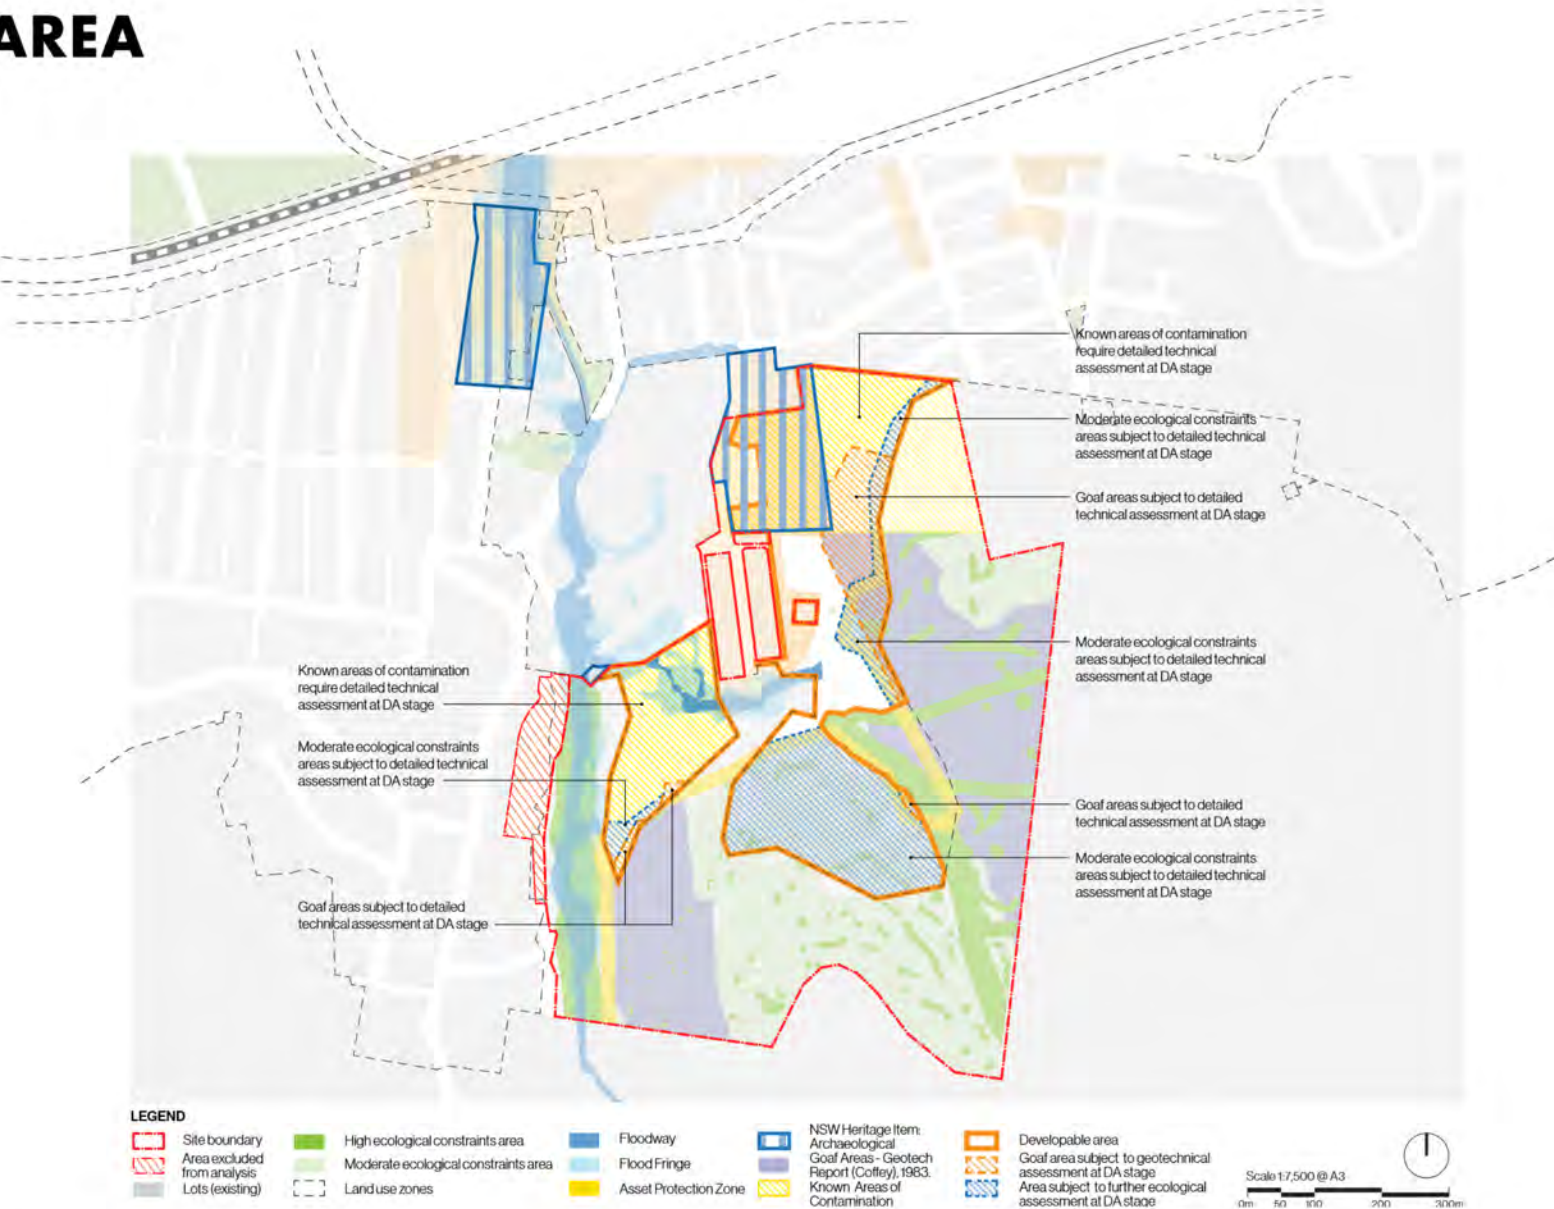 AREA
Known areas of contamination
require detailed technical
assessment at DA stage
Moderate ecological constraints
areas subject to detailed technical
assessment at DA stage
Goaf areas subject to detailed
technical assessment at DA stage
Moderate ecological constraints
areas subject to detailed technical
assessment at DA stage
Goaf areas subject to detailed
technical assessment at DA stage
Moderate ecological constraints
areas subject to detailed technical
assessment at DA stage
Known areas of contamination
require detailed technical
assessment at DA stage
Moderate ecological constraints
areas subject to detailed technical
assessment at DA stage
Goaf areas subject to detailed
technical assessment at DA stage
LEGEND
Site boundary
Area excluded
from analysis
Lots (existing)
High ecological constraints area
Moderate ecological constraints area
Land use zones
Floodway
Flood Fringe
Asset Protection Zone
NSW Heritage Item:
Archaeological
Goaf Areas - Geotech
Report (Coffey), 1983.
Known Areas of
Contamination
Developable area
Goaf area subject to geotechnical
assessment at DA stage
Area subject to further ecological
assessment at DA stage
Scale 1:7,500 @ A3
0m 50 100 200 300m